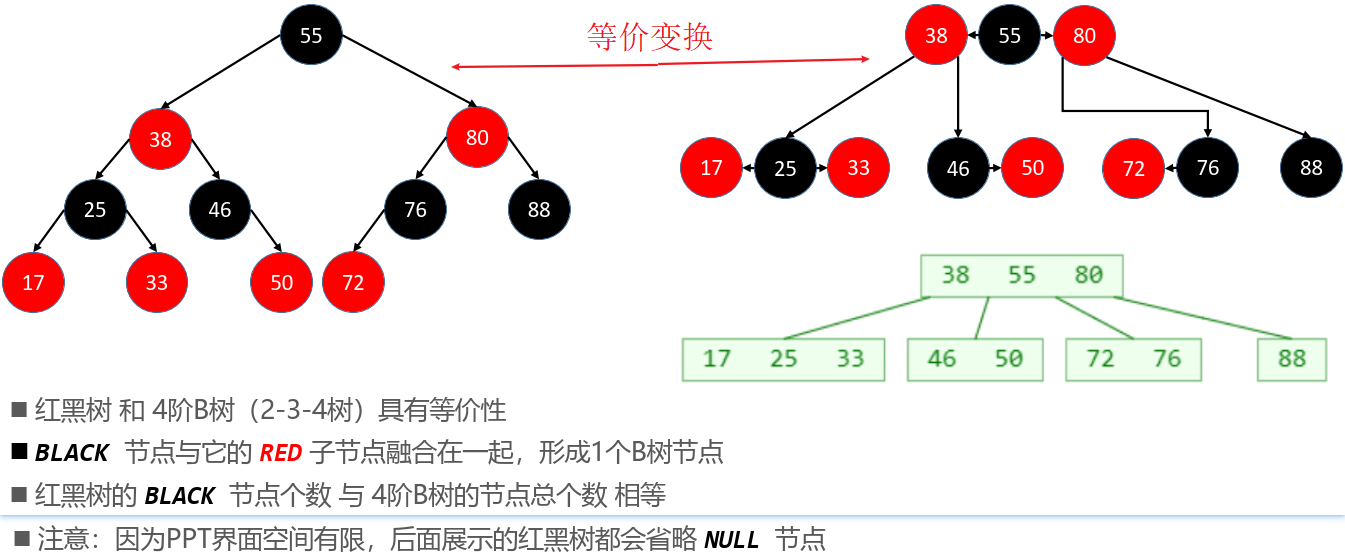 55
38 80
25 46 76 88
17 33 50 72
等价变换
38 55 80
17 25 33 46 50 72 76 88
38 55 80
17 25 33 46 50 72 76 88
■ 红黑树 和 4阶B树（2-3-4树）具有等价性
■ BLACK 节点与它的 RED 子节点融合在一起，形成1个B树节点
■ 红黑树的 BLACK 节点个数 与 4阶B树的节点总个数 相等
■ 注意：因为PPT界面空间有限，后面展示的红黑树都会省略 NULL 节点